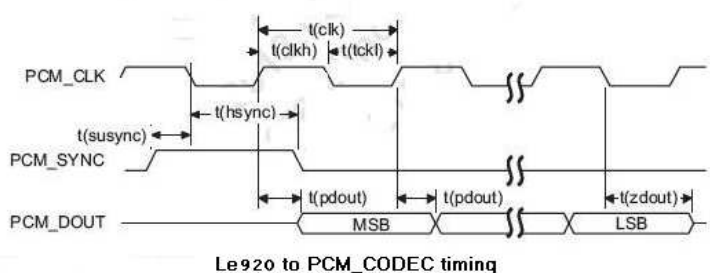 t(clk)
t(clkh)
t(tckl)
PCM_CLK
t(hsync)
t(susync)
PCM_SYNC
t(pdout)
t(pdout)
t(zdout)
PCM_DOUT
MSB
LSB
Le920 to PCM_CODEC timing